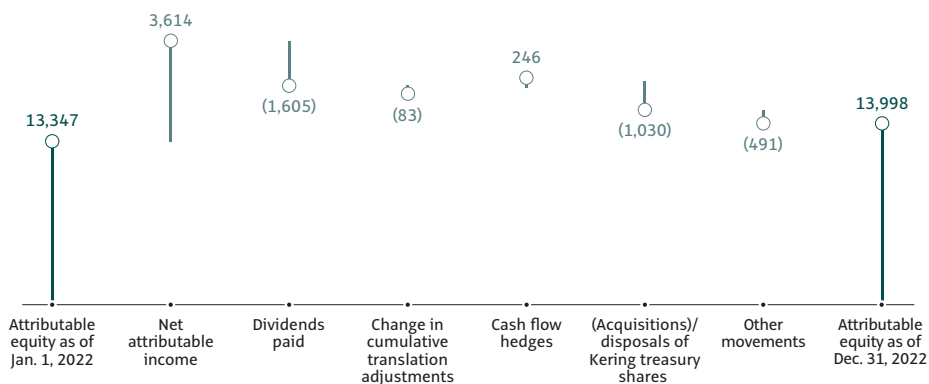 3,614
246
13,347
(1,605)
(83)
(1,030)
(491)
13,998
Attributable
equity as of
Jan. 1, 2022
Net
attributable
income
Dividends
paid
Change in
cumulative
translation
adjustments
Cash flow
hedges
(Acquisitions)/
disposals of
Kering treasury
shares
Other
movements
Attributable
equity as of
Dec. 31, 2022